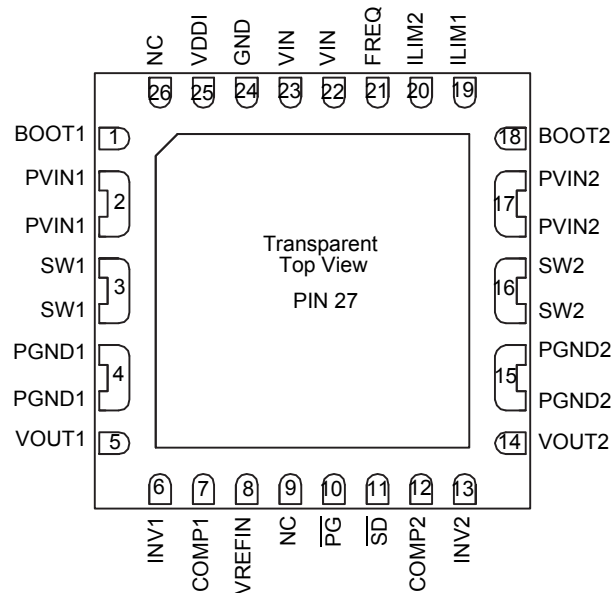 NC
VDDI
GND
VIN
VIN
FREQ
ILIM2
ILIM1
26
25
24
23
22
21
20
19
BOOT1
1
18
BOOT2
PVIN1
PVIN1
2
17
PVIN2
PVIN2
SW1
SW1
3
16
SW2
SW2
PGND1
PGND1
4
15
PGND2
PGND2
VOUT1
5
14
VOUT2
Transparent
Top View
PIN 27
6
7
8
9
10
11
12
13
INV1
COMP1
VREFIN
NC
PG
SD
COMP2
INV2